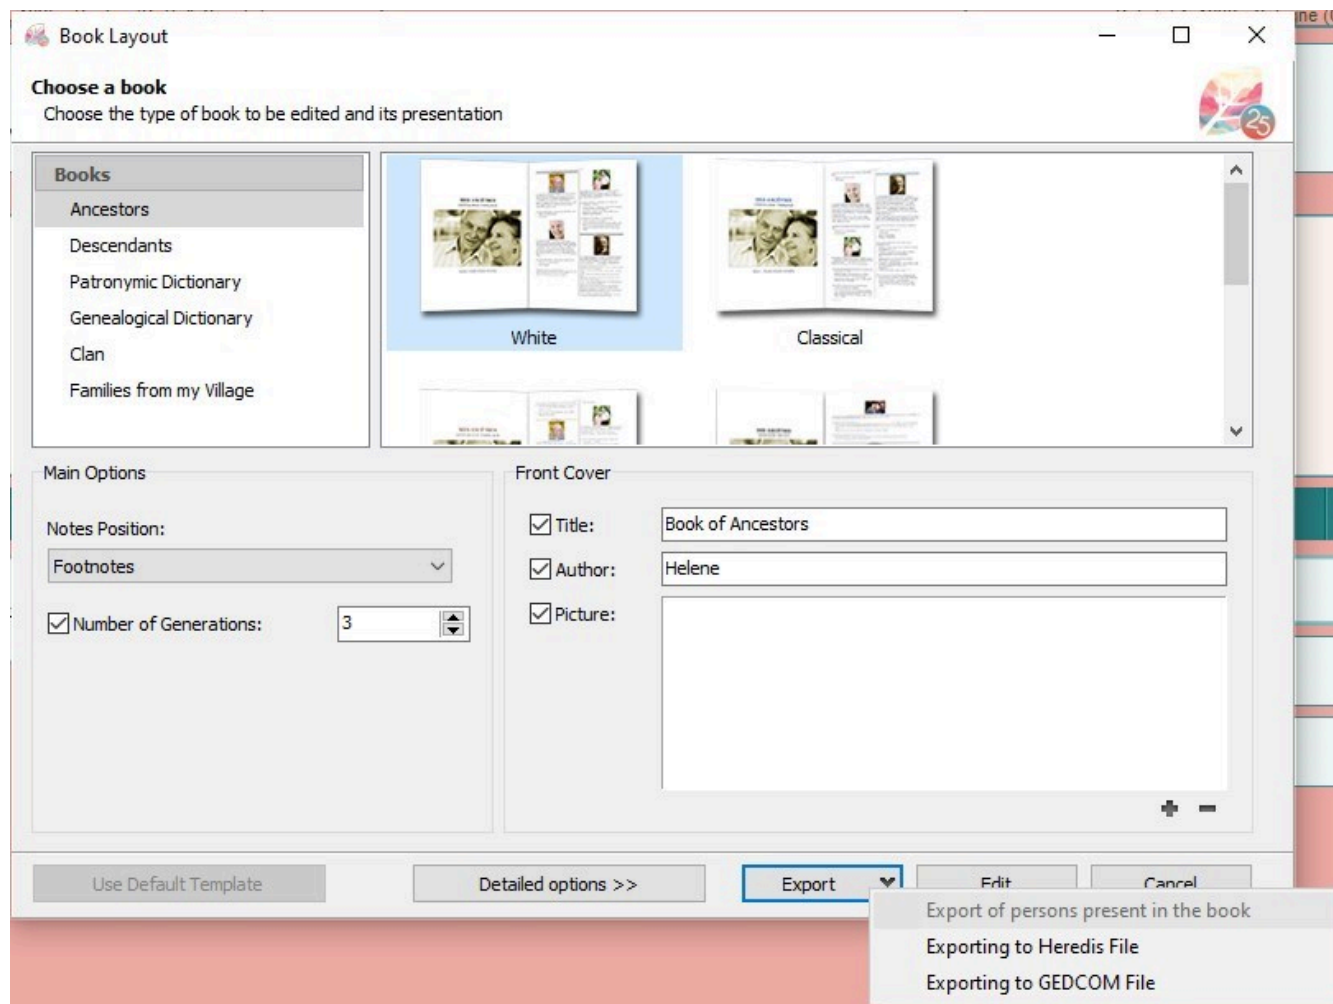 Book Layout
Choose a book
Choose the type of book to be edited and its presentation
25
Books
Ancestors
Descendants
Patronymic Dictionary
Genealogical Dictionary
Clan
Families from my Village
White
Classical
Main Options
Notes Position:
Footnotes
Number of Generations:
3
Front Cover
Title:
Book of Ancestors
Author:
Helene
Picture:
Use Default Template
Detailed options >>
Export
Edit
Cancel
Export of persons present in the book
Exporting to Heredis File
Exporting to GEDCOM File